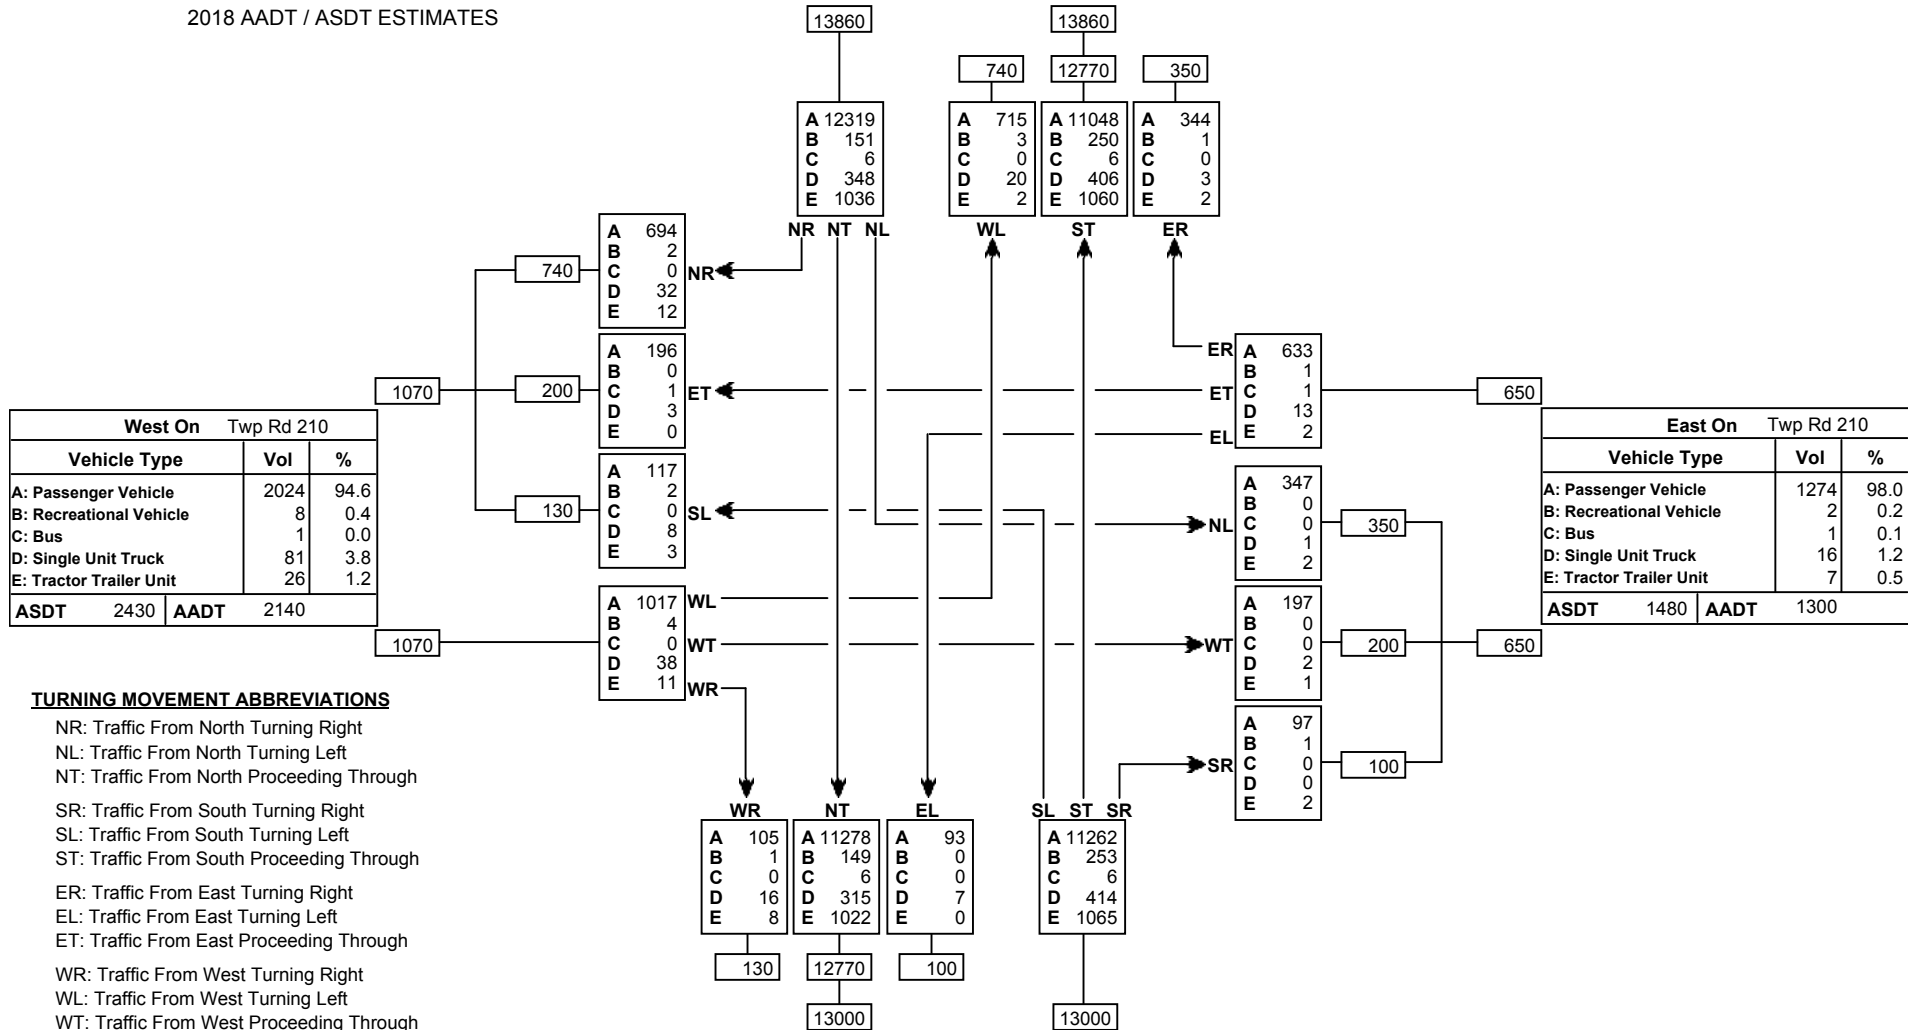 2018 AADT / ASDT ESTIMATES
13860
13860
740
12770
350
A 12319
B 151
C 6
D 348
E 1036
A 715
B 3
C 0
D 20
E 2
A 11048
B 250
C 6
D 406
E 1060
A 344
B 1
C 0
D 3
E 2
NR NT NL
WL
ST
ER
740
A 694
B 2
C 0
D 32
E 12
NR
1070
200
A 196
B 0
C 1
D 3
E 0
ET
130
A 117
B 2
C 0
D 8
E 3
SL
1070
A 1017
B 4
C 0
D 38
E 11
WL
WT
WR
West On Twp Rd 210
Vehicle Type Vol %
A: Passenger Vehicle 2024 94.6
B: Recreational Vehicle 8 0.4
C: Bus 1 0.0
D: Single Unit Truck 81 3.8
E: Tractor Trailer Unit 26 1.2
ASDT 2430 AADT 2140
ER
ET
EL
A 633
B 1
C 1
D 13
E 2
650
NL
A 347
B 0
C 0
D 1
E 2
350
WT
A 197
B 0
C 0
D 2
E 1
200
650
SR
A 97
B 1
C 0
D 0
E 2
100
East On Twp Rd 210
Vehicle Type Vol %
A: Passenger Vehicle 1274 98.0
B: Recreational Vehicle 2 0.2
C: Bus 1 0.1
D: Single Unit Truck 16 1.2
E: Tractor Trailer Unit 7 0.5
ASDT 1480 AADT 1300
TURNING MOVEMENT ABBREVIATIONS
NR: Traffic From North Turning Right
NL: Traffic From North Turning Left
NT: Traffic From North Proceeding Through
SR: Traffic From South Turning Right
SL: Traffic From South Turning Left
ST: Traffic From South Proceeding Through
ER: Traffic From East Turning Right
EL: Traffic From East Turning Left
ET: Traffic From East Proceeding Through
WR: Traffic From West Turning Right
WL: Traffic From West Turning Left
WT: Traffic From West Proceeding Through
WR
NT
EL
SL ST SR
A 105
B 1
C 0
D 16
E 8
A 11278
B 149
C 6
D 315
E 1022
A 93
B 0
C 0
D 7
E 0
A 11262
B 253
C 6
D 414
E 1065
130
12770
100
13000
13000